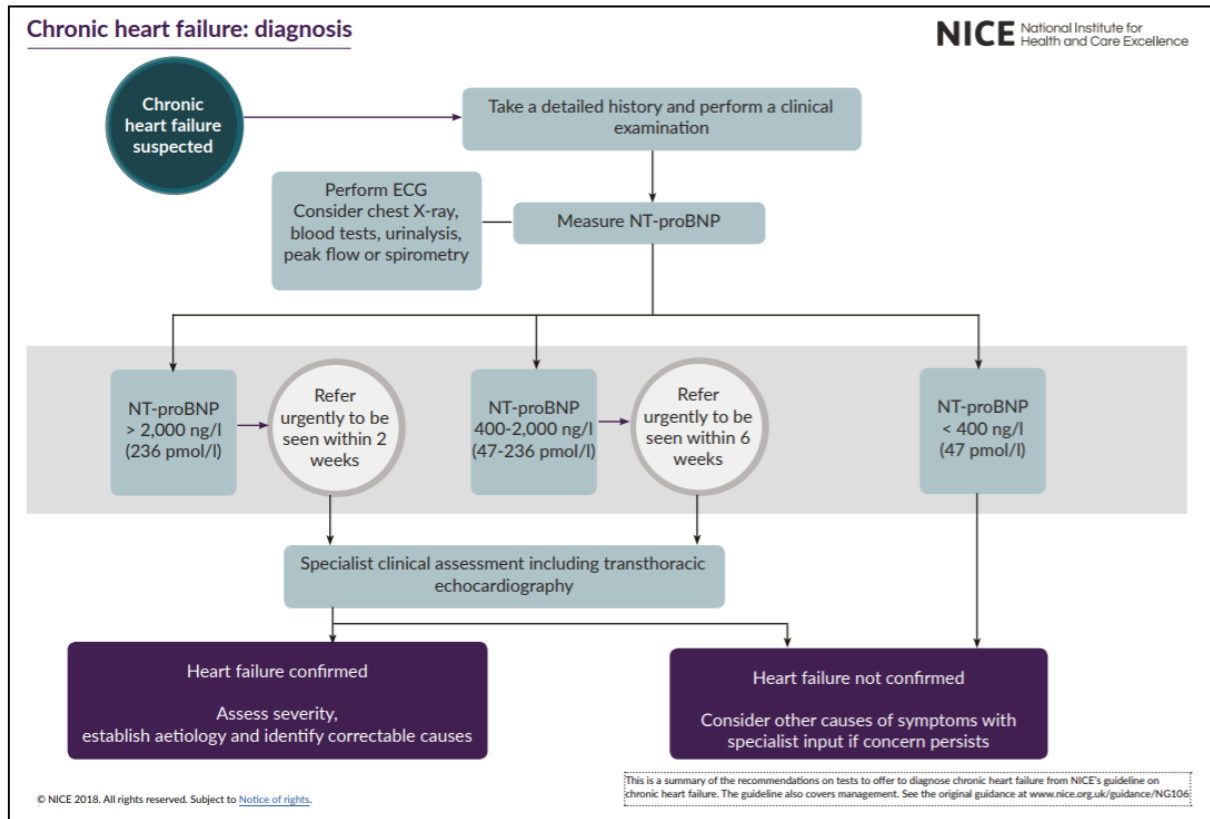 Chronic heart failure: diagnosis
NICE National Institute for
Health and Care Excellence
Chronic
heart failure
suspected
Take a detailed history and perform a clinical
examination
Perform ECG
Consider chest X-ray,
blood tests, urinalysis,
peak flow or spirometry
Measure NT-proBNP
NT-proBNP
> 2,000 ng/l
(236 pmol/l)
Refer
urgently to be
seen within 2
weeks
NT-proBNP
400-2,000 ng/l
(47-236 pmol/l)
Refer
urgently to be
seen within 6
weeks
NT-proBNP
< 400 ng/l
(47 pmol/l)
Specialist clinical assessment including transthoracic
echocardiography
Heart failure confirmed
Assess severity,
establish aetiology and identify correctable causes
Heart failure not confirmed
Consider other causes of symptoms with
specialist input if concern persists
© NICE 2018. All rights reserved. Subject to Notice of rights.
This is a summary of the recommendations on tests to offer to diagnose chronic heart failure from NICE's guideline on
chronic heart failure. The guideline also covers management. See the original guidance at www.nice.org.uk/guidance/NG106